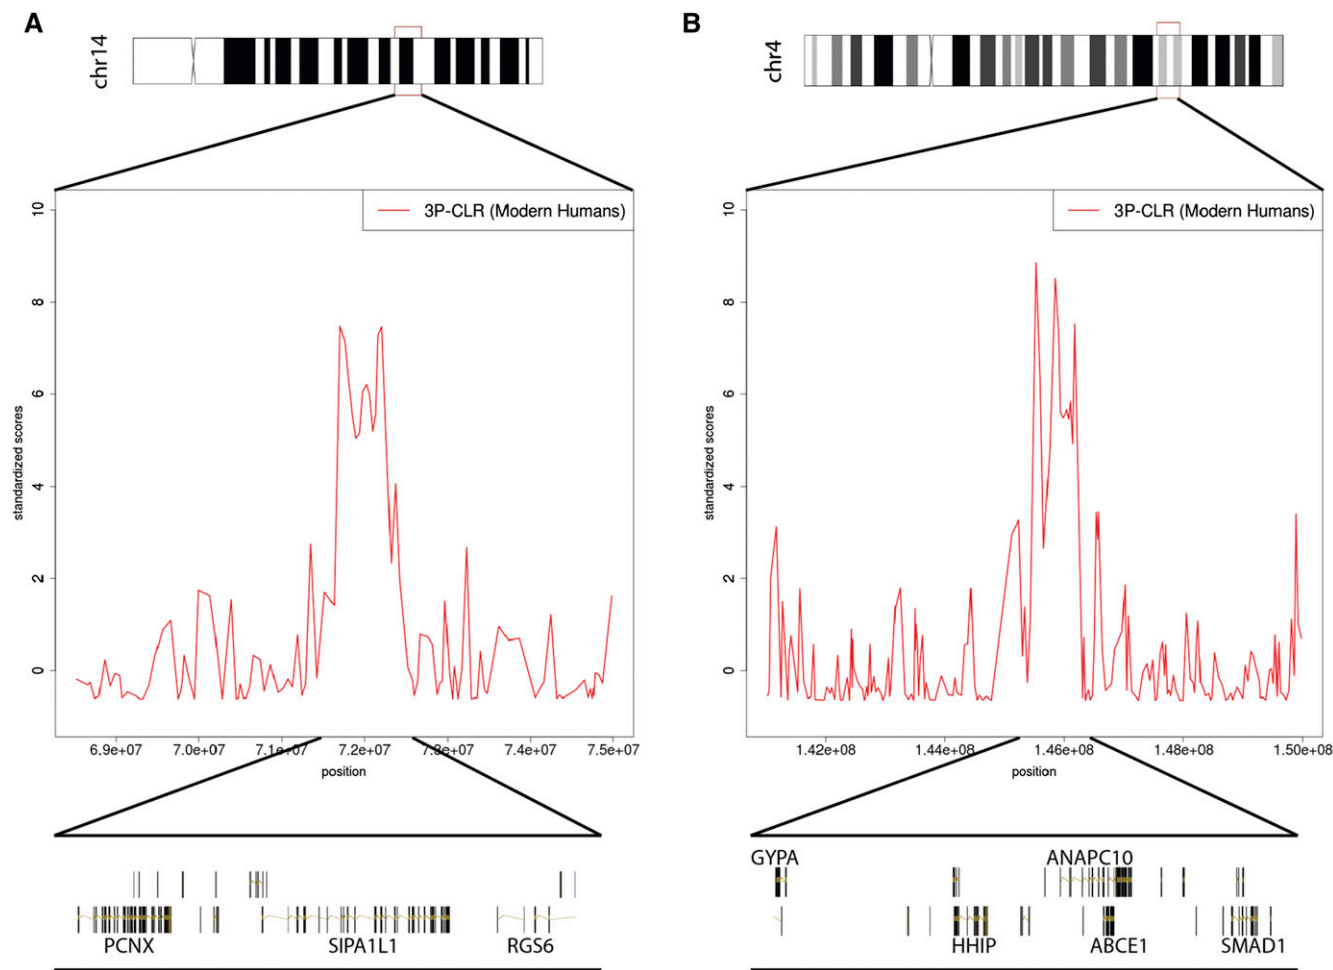 A
chr14
3P-CLR (Modern Humans)
10
8
6
4
2
0
standardized scores
6.9e+07 7.0e+07 7.1e+07 7.2e+07 7.3e+07 7.4e+07 7.5e+07
position
PCNX SIPA1L1 RGS6
B
chr4
3P-CLR (Modern Humans)
10
8
6
4
2
0
standardized scores
1.42e+08 1.44e+08 1.46e+08 1.48e+08 1.50e+08
position
GYPA ANAPC10
HHIP ABCE1 SMAD1